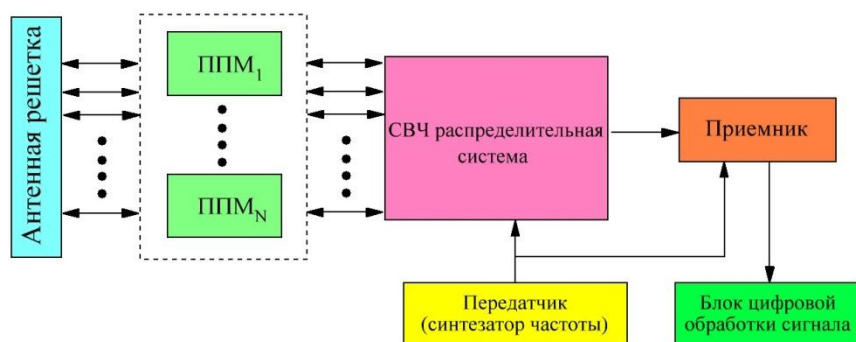 Антенная решетка
ППМ1
ППМN
СВЧ распределительная
система
Приемник
Передатчик
(синтезатор частоты)
Блок цифровой
обработки сигнала